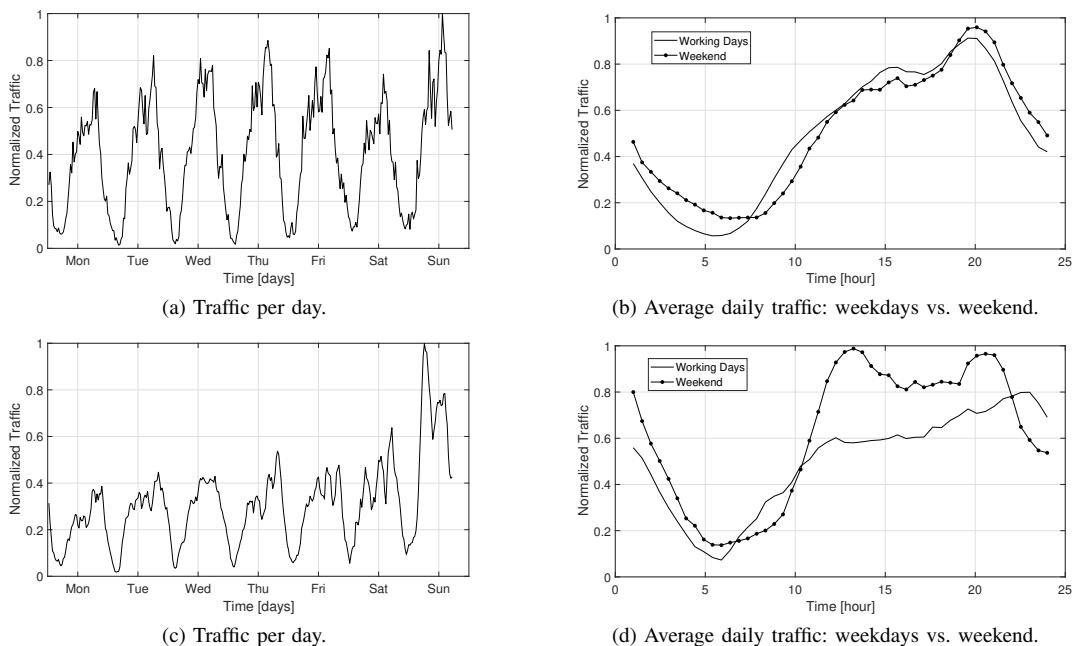 Normalized Traffic
1
0.8
0.6
0.4
0.2
0
Mon Tue Wed Thu Fri Sat Sun
Time [days]
(a) Traffic per day.
Normalized Traffic
1
0.8
0.6
0.4
0.2
0
Working Days
Weekend
0 5 10 15 20 25
Time [hour]
(b) Average daily traffic: weekdays vs. weekend.
Normalized Traffic
1
0.8
0.6
0.4
0.2
0
Mon Tue Wed Thu Fri Sat Sun
Time [days]
(c) Traffic per day.
Normalized Traffic
1
0.8
0.6
0.4
0.2
0
Working Days
Weekend
0 5 10 15 20 25
Time [hour]
(d) Average daily traffic: weekdays vs. weekend.